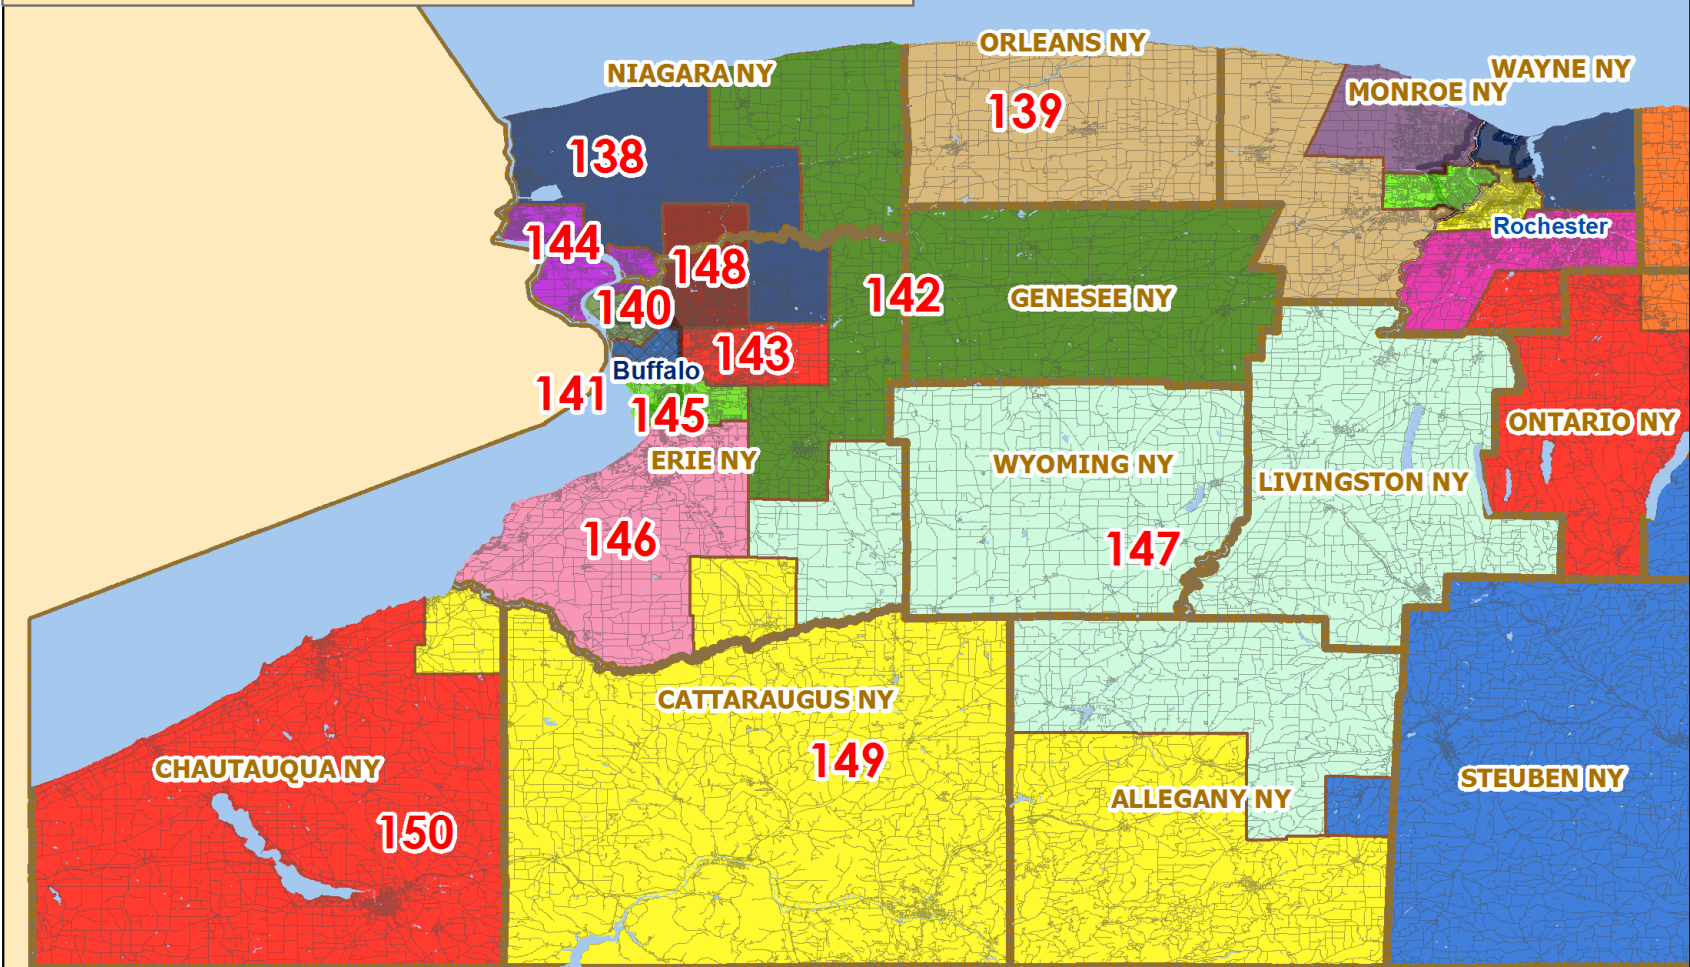 ORLEANS NY
WAYNE NY
NIAGARA NY
MONROE NY
139
138
Rochester
144
148
142
GENESEE NY
140
143
Buffalo
141
145
ONTARIO NY
ERIE NY
WYOMING NY
LIVINGSTON NY
146
147
CATTARAUGUS NY
149
CHAUTAUQUA NY
STEUBEN NY
ALLEGANY NY
150